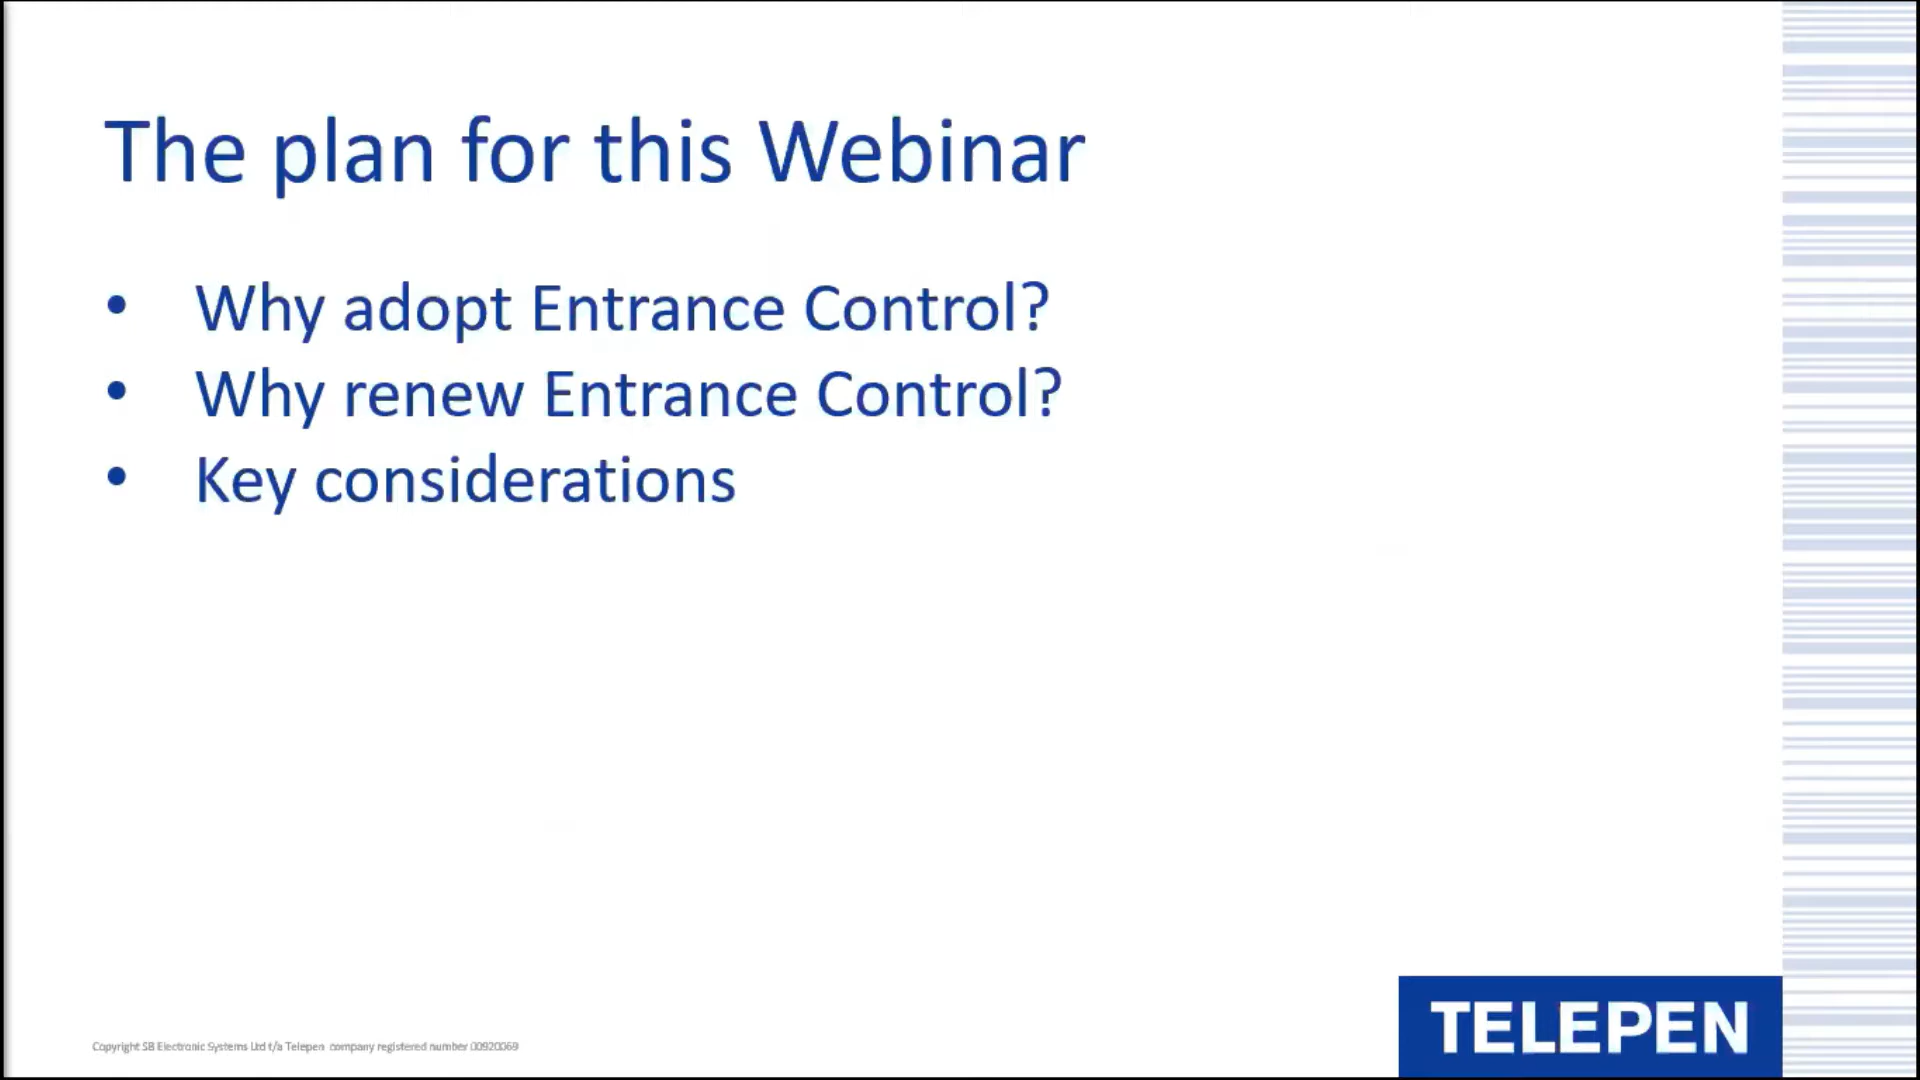 The plan for this Webinar
• Why adopt Entrance Control?
• Why renew Entrance Control?
• Key considerations
Copyright SB Electronic Systems Ltd t/a Telepen company registered number 00920069
TELEPEN